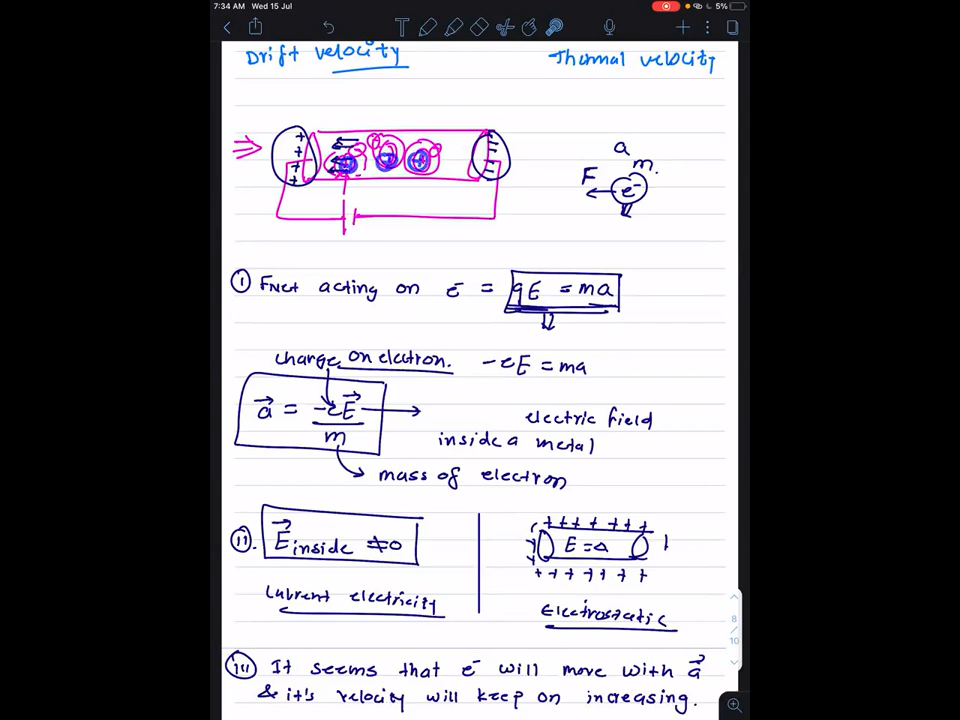 7:34 AM Wed 15 Jul
5%
Drift velocity
Thermal velocity
+ - 
+ -
+ -
+ -
a
m.
F
e⁻
① FNet acting on e⁻ = qE = ma
charge on electron.
-eE = ma
a⃗ = -eE⃗ / m
electric field
inside a metal
mass of electron
(ii). E⃗ inside ≠0
+++ + + + +
E = 0
+ + + + + + +
Current electricity
Electrostatic
(iii) It seems that e⁻ will move with a⃗
& it's velocity will keep on increasing.
8
10